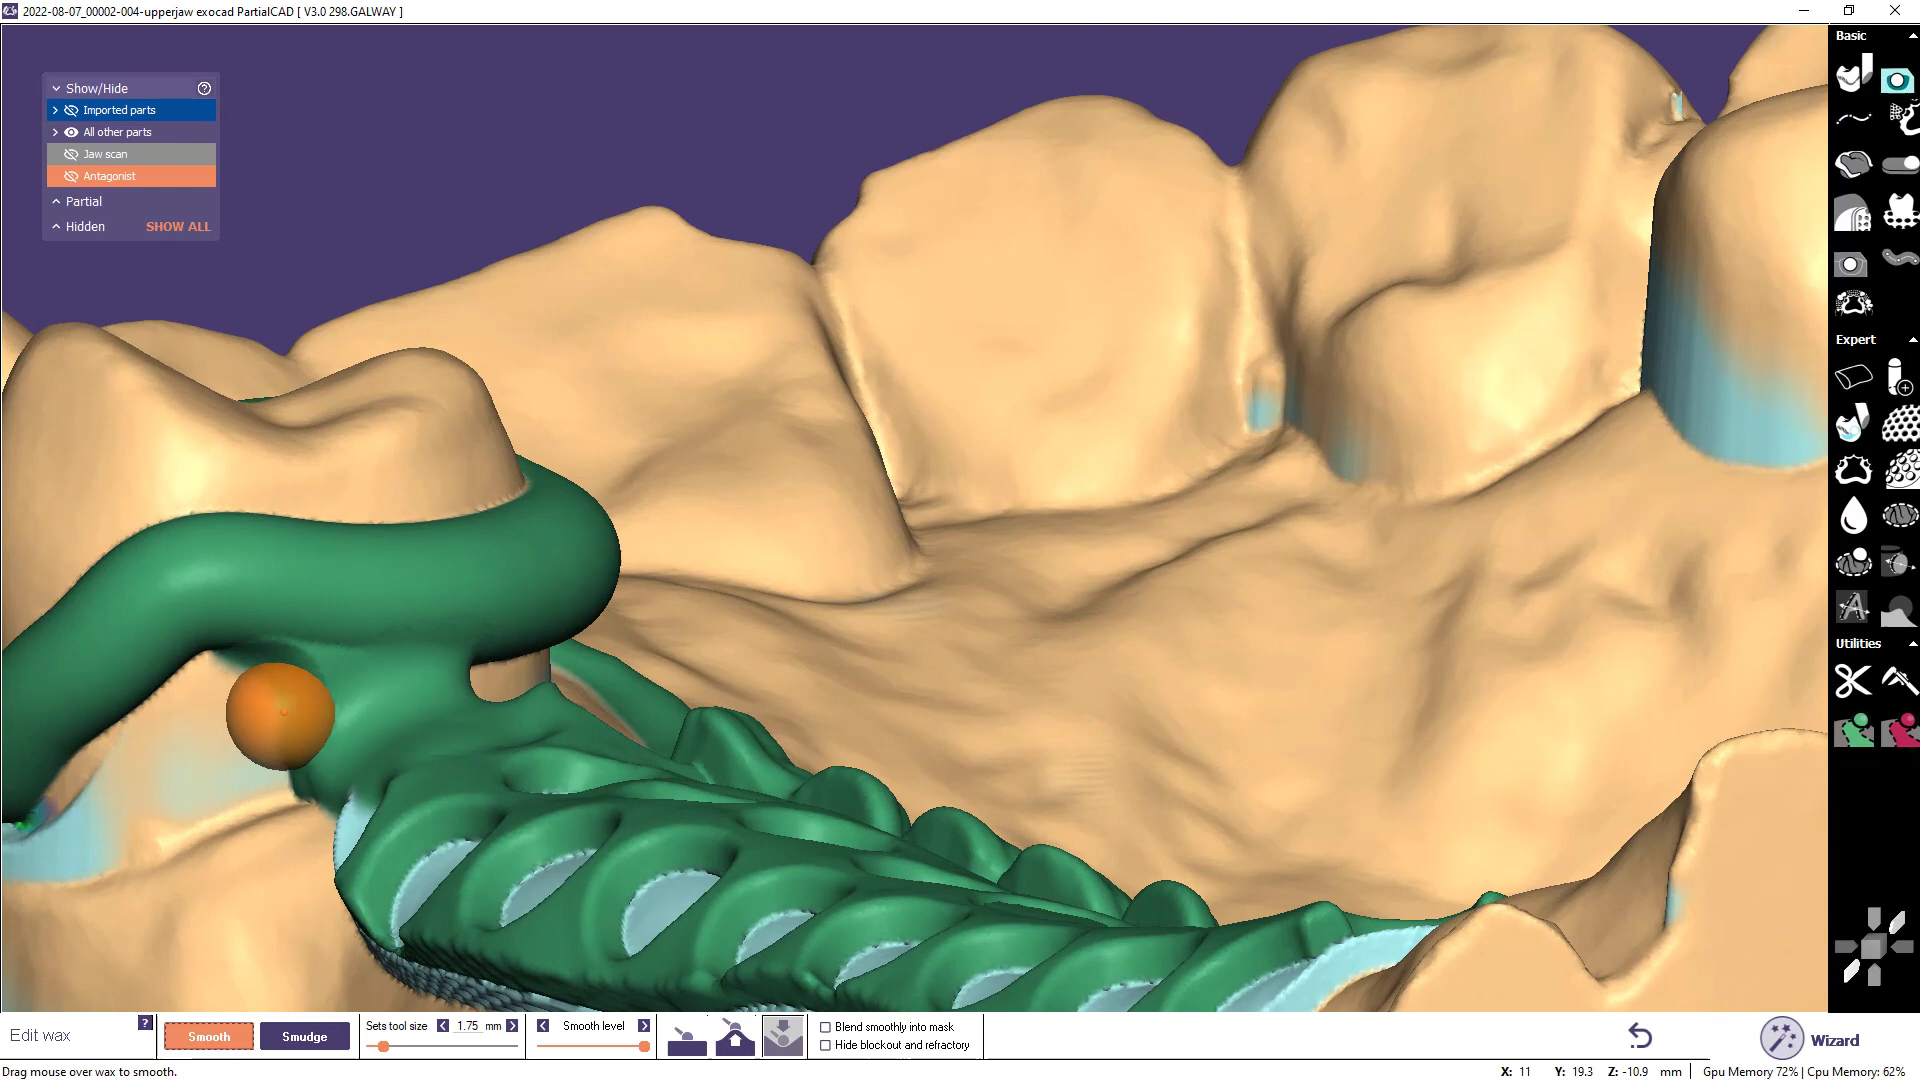 2022-08-07_00002-004-upperjaw exocad PartialCAD [ V3.0 298.GALWAY ]
Show/Hide ?
Imported parts
All other parts
Jaw scan
Antagonist
Partial
Hidden SHOW ALL
Basic
Expert
Utilities
Edit wax ?
Smooth
Smudge
Sets tool size 1.75 mm
Smooth level
Blend smoothly into mask
Hide blockout and refractory
Wizard
Drag mouse over wax to smooth.
X: 11 Y: 19.3 Z: -10.9 mm
Gpu Memory 72% | Cpu Memory: 62%